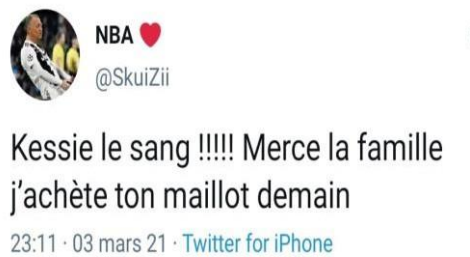 NBA ❤️
@SkuiZii
Kessie le sang !!!!! Merce la famille
j’achète ton maillot demain
23:11 · 03 mars 21 · Twitter for iPhone